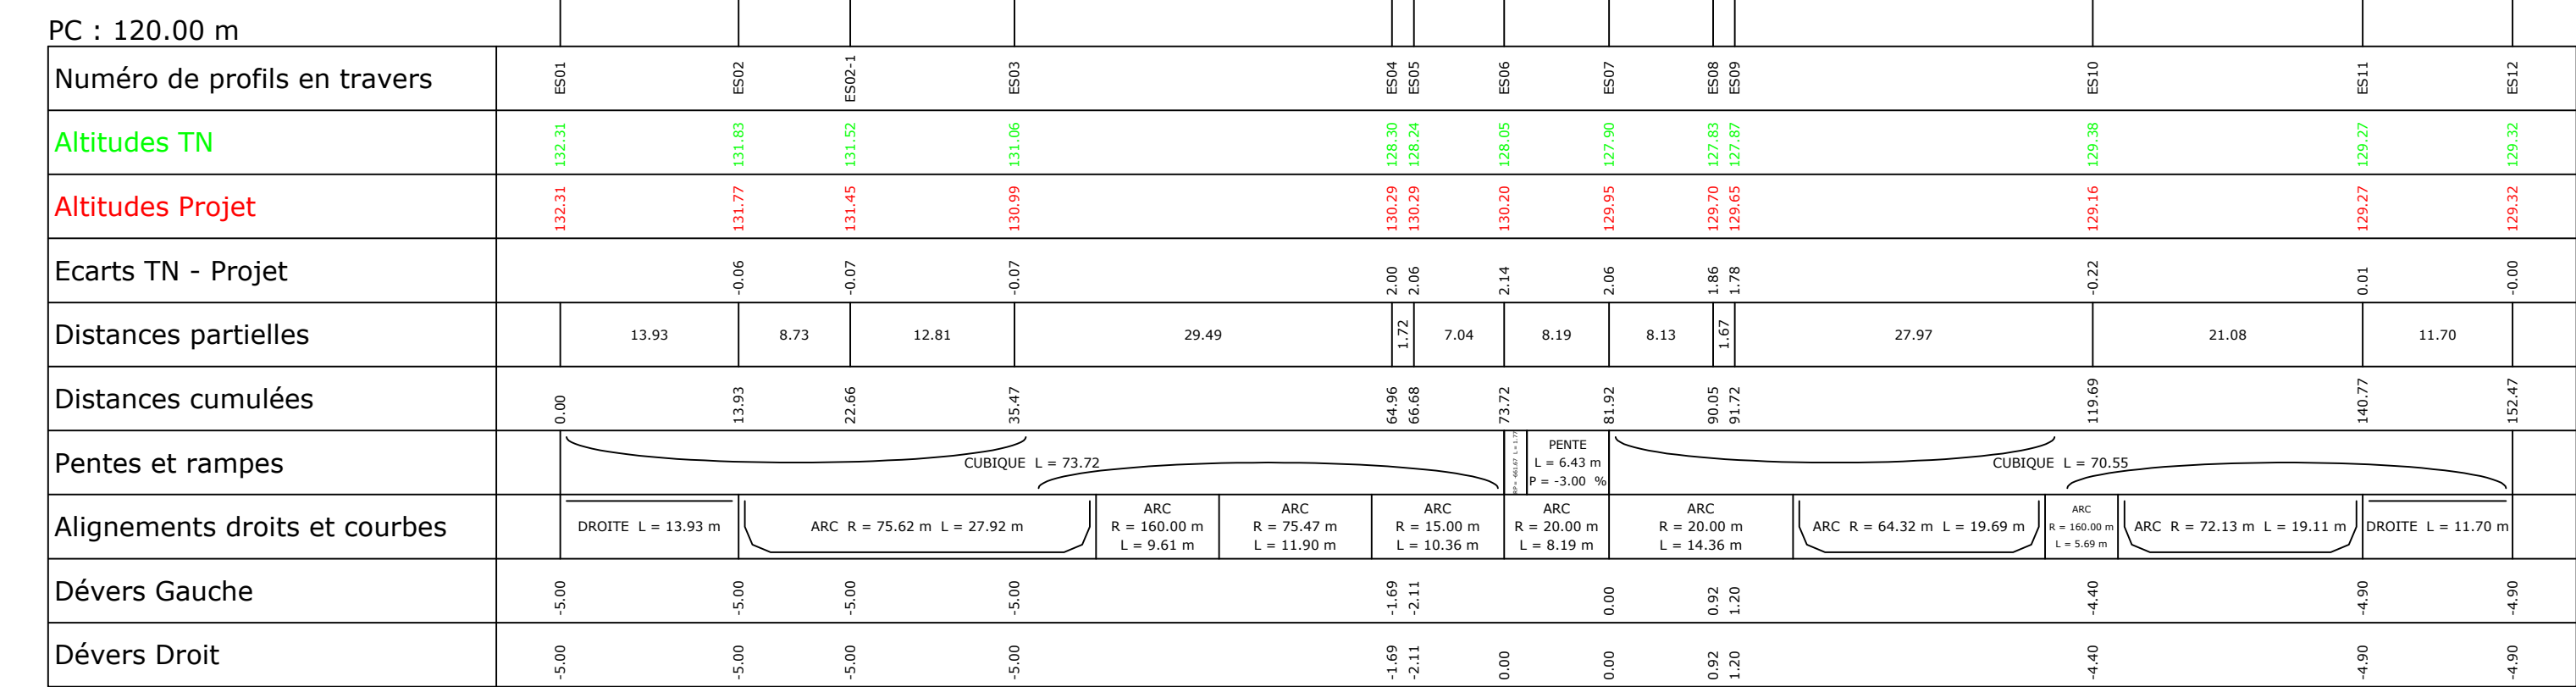 PC : 120.00 m
Numéro de profils en travers ES01 ES02 ES02-1 ES03 ES04 ES05 ES06 ES07 ES08 ES09 ES10 ES11 ES12
Altitudes TN 132.31 131.83 131.52 131.06 128.30 128.24 128.05 127.90 127.83 127.87 129.38 129.27 129.32
Altitudes Projet 132.31 131.77 131.45 130.99 130.29 130.29 130.20 129.95 129.70 129.65 129.16 129.27 129.32
Ecarts TN - Projet -0.06 -0.07 -0.07 2.00 2.06 2.14 2.06 1.86 1.78 -0.22 0.01 -0.00
Distances partielles 13.93 8.73 12.81 29.49 1.72 7.04 8.19 8.13 1.67 27.97 21.08 11.70
Distances cumulées 0.00 13.93 22.66 35.47 64.96 66.68 73.72 81.92 90.05 91.72 119.69 140.77 152.47
Pentes et rampes
CUBIQUE L = 73.72
L = 1.77
PENTE
L = 6.43 m
P = -3.00 %
CUBIQUE L = 70.55
Alignements droits et courbes
DROITE L = 13.93 m
ARC R = 75.62 m L = 27.92 m
ARC
R = 160.00 m
L = 9.61 m
ARC
R = 75.47 m
L = 11.90 m
ARC
R = 15.00 m
L = 10.36 m
ARC
R = 20.00 m
L = 8.19 m
ARC
R = 20.00 m
L = 14.36 m
ARC R = 64.32 m L = 19.69 m
ARC
R = 160.00 m
L = 5.69 m
ARC R = 72.13 m L = 19.11 m
DROITE L = 11.70 m
Dévers Gauche -5.00 -5.00 -5.00 -5.00 -1.69 -2.11 0.00 0.92 1.20 -4.40 -4.90 -4.90
Dévers Droit -5.00 -5.00 -5.00 -5.00 -1.69 -2.11 0.00 0.00 0.92 1.20 -4.40 -4.90 -4.90